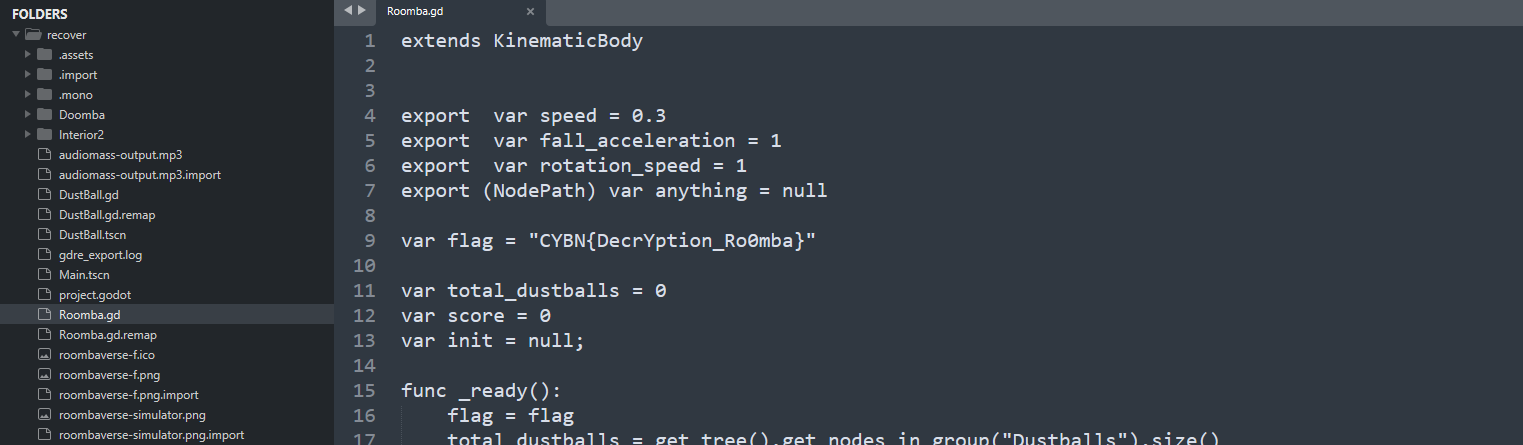 FOLDERS
recover
.assets
.import
.mono
Doomba
Interior2
audiomass-output.mp3
audiomass-output.mp3.import
DustBall.gd
DustBall.gd.remap
DustBall.tscn
gdre_export.log
Main.tscn
project.godot
Roomba.gd
Roomba.gd.remap
roombaverse-f.ico
roombaverse-f.png
roombaverse-f.png.import
roombaverse-simulator.png
roombaverse-simulator.png.import
Roomba.gd ×
1 extends KinematicBody
2
3
4 export  var speed = 0.3
5 export  var fall_acceleration = 1
6 export  var rotation_speed = 1
7 export (NodePath) var anything = null
8
9 var flag = "CYBN{DecrYption_Ro0mba}"
10
11 var total_dustballs = 0
12 var score = 0
13 var init = null;
14
15 func _ready():
16     flag = flag
17     total_dustballs = get_tree().get_nodes_in_group("Dustballs").size()